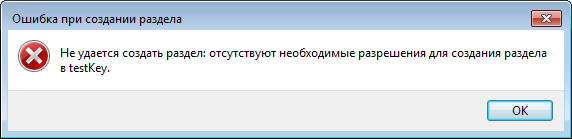 Ошибка при создании раздела
Не удается создать раздел: отсутствуют необходимые разрешения для создания раздела
в testKey.
OK